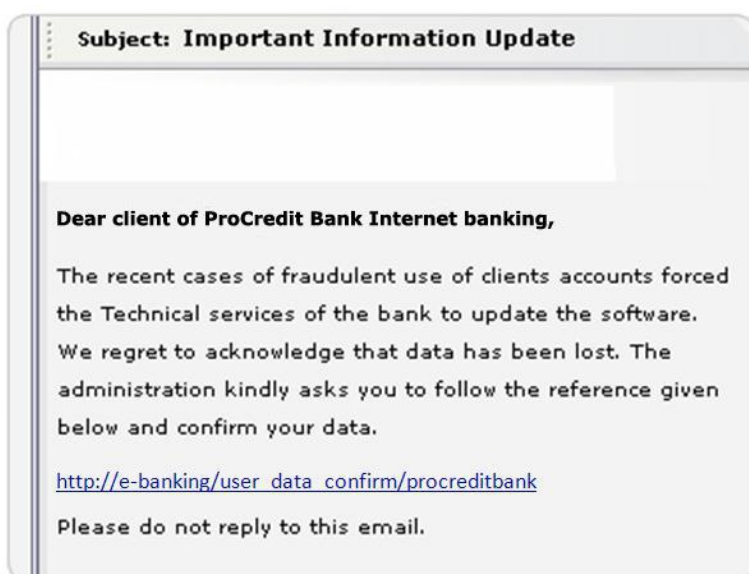 Subject: Important Information Update
Dear client of ProCredit Bank Internet banking,
The recent cases of fraudulent use of clients accounts forced
the Technical services of the bank to update the software.
We regret to acknowledge that data has been lost. The
administration kindly asks you to follow the reference given
below and confirm your data.
http://e-banking/user_data_confirm/procreditbank
Please do not reply to this email.